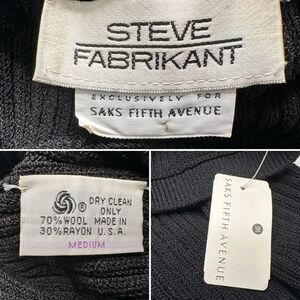 STEVE
FABRIKANT
EXCLUSIVELY FOR
SAKS FIFTH AVENUE
DRY CLEAN
ONLY
70% WOOL MADE IN
30% RAYON U.S.A.
MEDIUM
SAKS FIFTH AVENUE